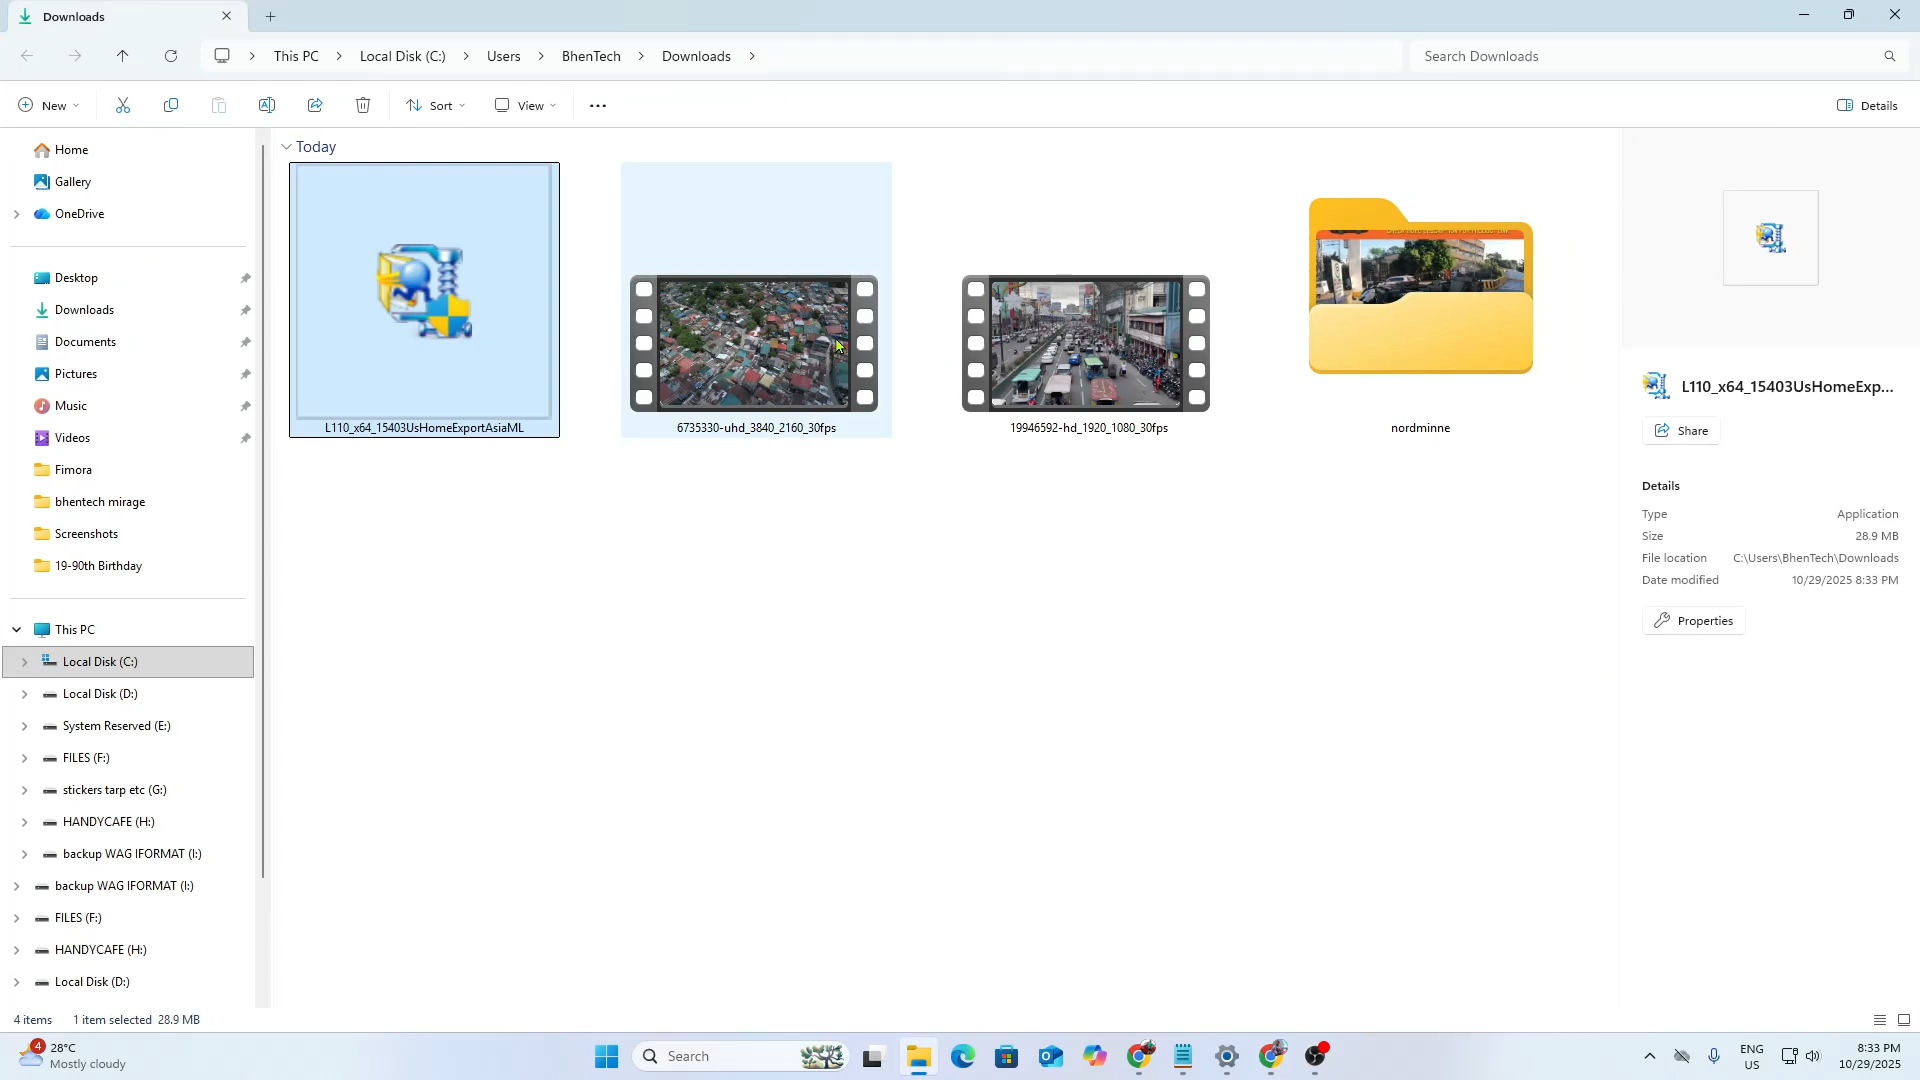 Downloads
This PC
Local Disk (C:)
Users
BhenTech
Downloads
Search Downloads
New
Sort
View
Details
Home
Gallery
OneDrive
Desktop
Downloads
Documents
Pictures
Music
Videos
Fimora
bhentech mirage
Screenshots
19-90th Birthday
This PC
Local Disk (C:)
Local Disk (D:)
System Reserved (E:)
FILES (F:)
stickers tarp etc (G:)
HANDYCAFE (H:)
backup WAG IFORMAT (I:)
backup WAG IFORMAT (I:)
FILES (F:)
HANDYCAFE (H:)
Local Disk (D:)
Today
L110_x64_15403UsHomeExportAsiaML
6735330-uhd_3840_2160_30fps
19946592-hd_1920_1080_30fps
nordminne
L110_x64_15403UsHomeExp...
Share
Details
Type Application
Size 28.9 MB
File location C:\Users\BhenTech\Downloads
Date modified 10/29/2025 8:33 PM
Properties
4 items 1 item selected 28.9 MB
4
28°C
Mostly cloudy
Search
ENG
US
8:33 PM
10/29/2025